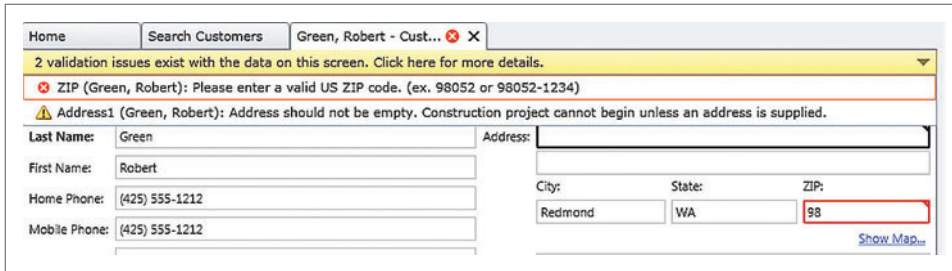 Home Search Customers Green, Robert - Cust...
2 validation issues exist with the data on this screen. Click here for more details.
ZIP (Green, Robert): Please enter a valid US ZIP code. (ex. 98052 or 98052-1234)
Address1 (Green, Robert): Address should not be empty. Construction project cannot begin unless an address is supplied.
Last Name: Green Address:
First Name: Robert
City: State: ZIP:
Home Phone: (425) 555-1212
Redmond WA 98
Mobile Phone: (425) 555-1212
Show Map...